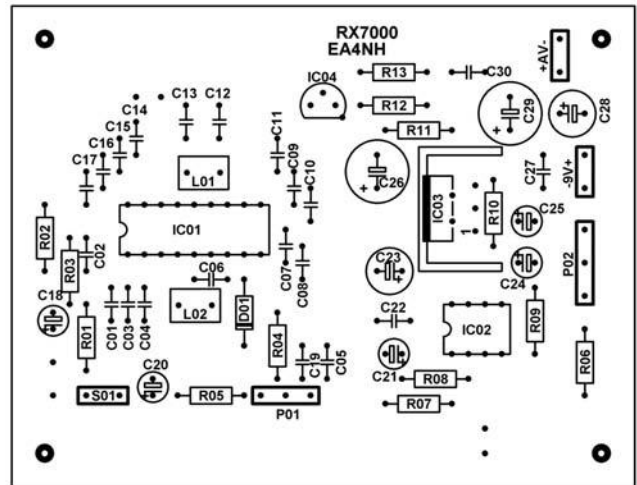 RX7000
EA4NH
+AV-
C13 C12
IC04
R13
C30
C14
R12
C29
C28
C15
C11
R11
C16
C17
L01
C09
C10
C26
IC03
C27
-9V+
R10
R02
IC01
1
C25
R03
C02
C07
C08
C23
C24
P02
C06
C18
L02
D01
C22
R01
C01
C03
C04
R04
IC02
R09
R06
C19
C05
C21
C20
R08
S01
R05
P01
R07